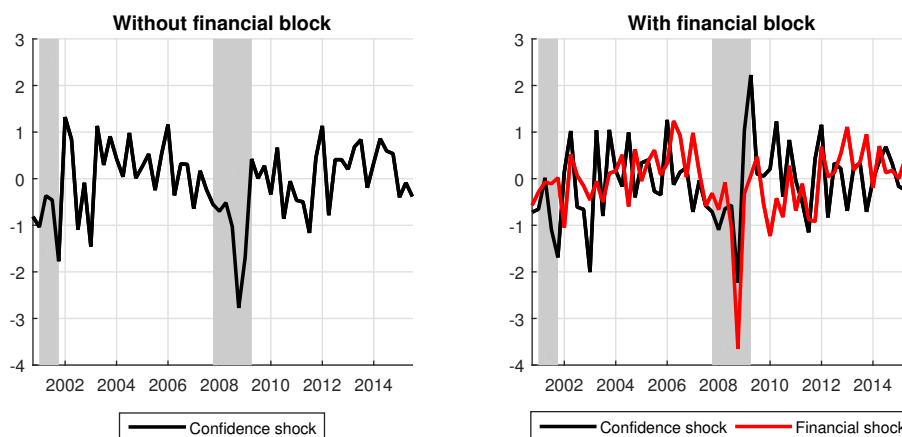 Without financial block
3
2
1
0
-1
-2
-3
-4
2002 2004 2006 2008 2010 2012 2014
Confidence shock
With financial block
3
2
1
0
-1
-2
-3
-4
2002 2004 2006 2008 2010 2012 2014
Confidence shock Financial shock